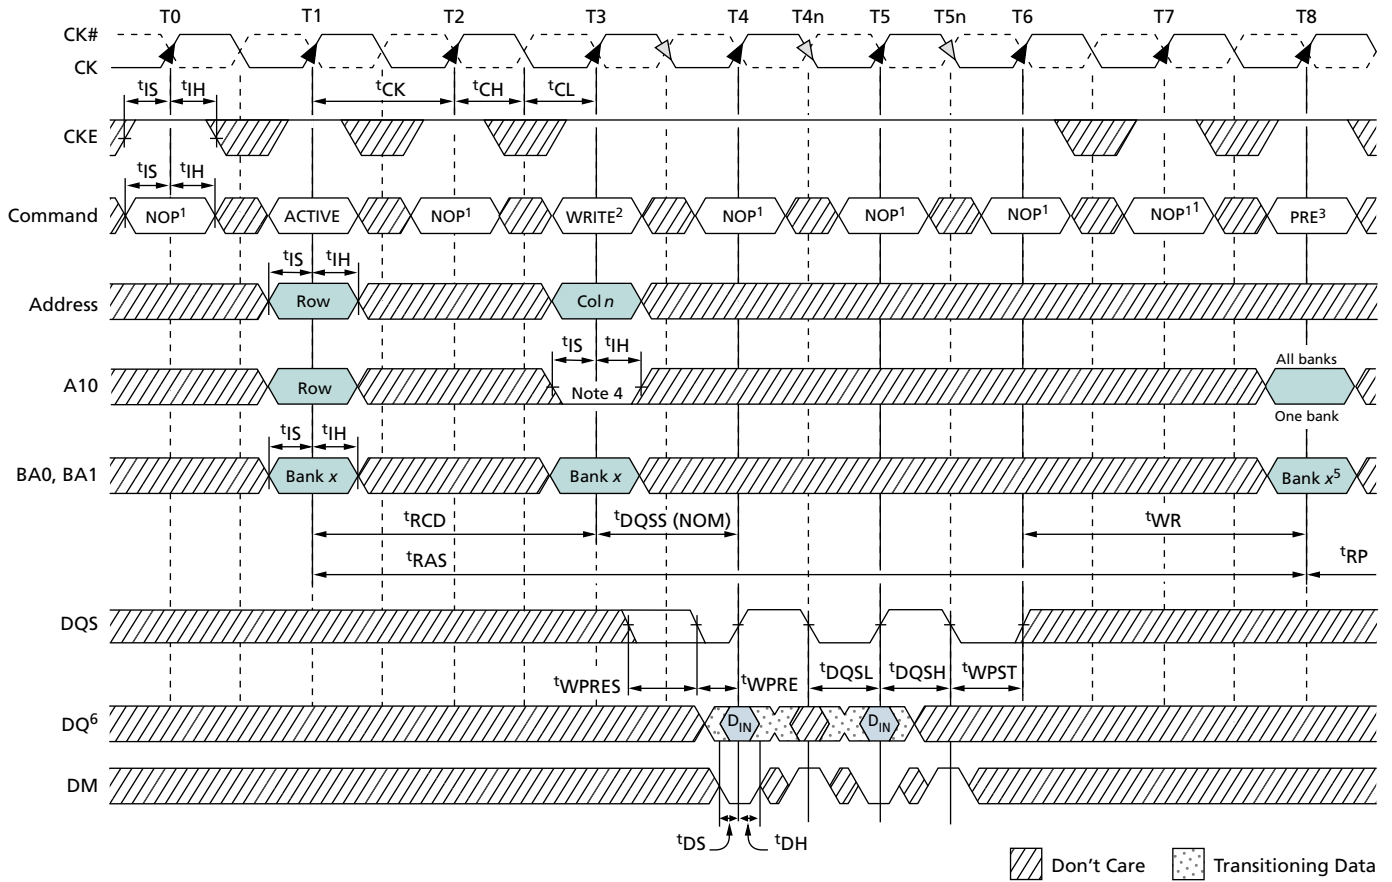 T0 T1 T2 T3 T4 T4n T5 T5n T6 T7 T8
CK#
CK
tIS tIH tCK tCH tCL
CKE
tIS tIH
Command NOP1 ACTIVE NOP1 WRITE2 NOP1 NOP1 NOP1 NOP11 PRE3
tIS tIH
Address Row Col n
tIS tIH
All banks
A10 Row Note 4
One bank
tIS tIH
BA0, BA1 Bank x Bank x Bank x5
tRCD tDQSS (NOM) tWR
tRAS tRP
DQS
tWPRES tWPRE tDQSL tDQSH tWPST
DQ6 DIN DIN
DM
tDS tDH
Don't Care Transitioning Data